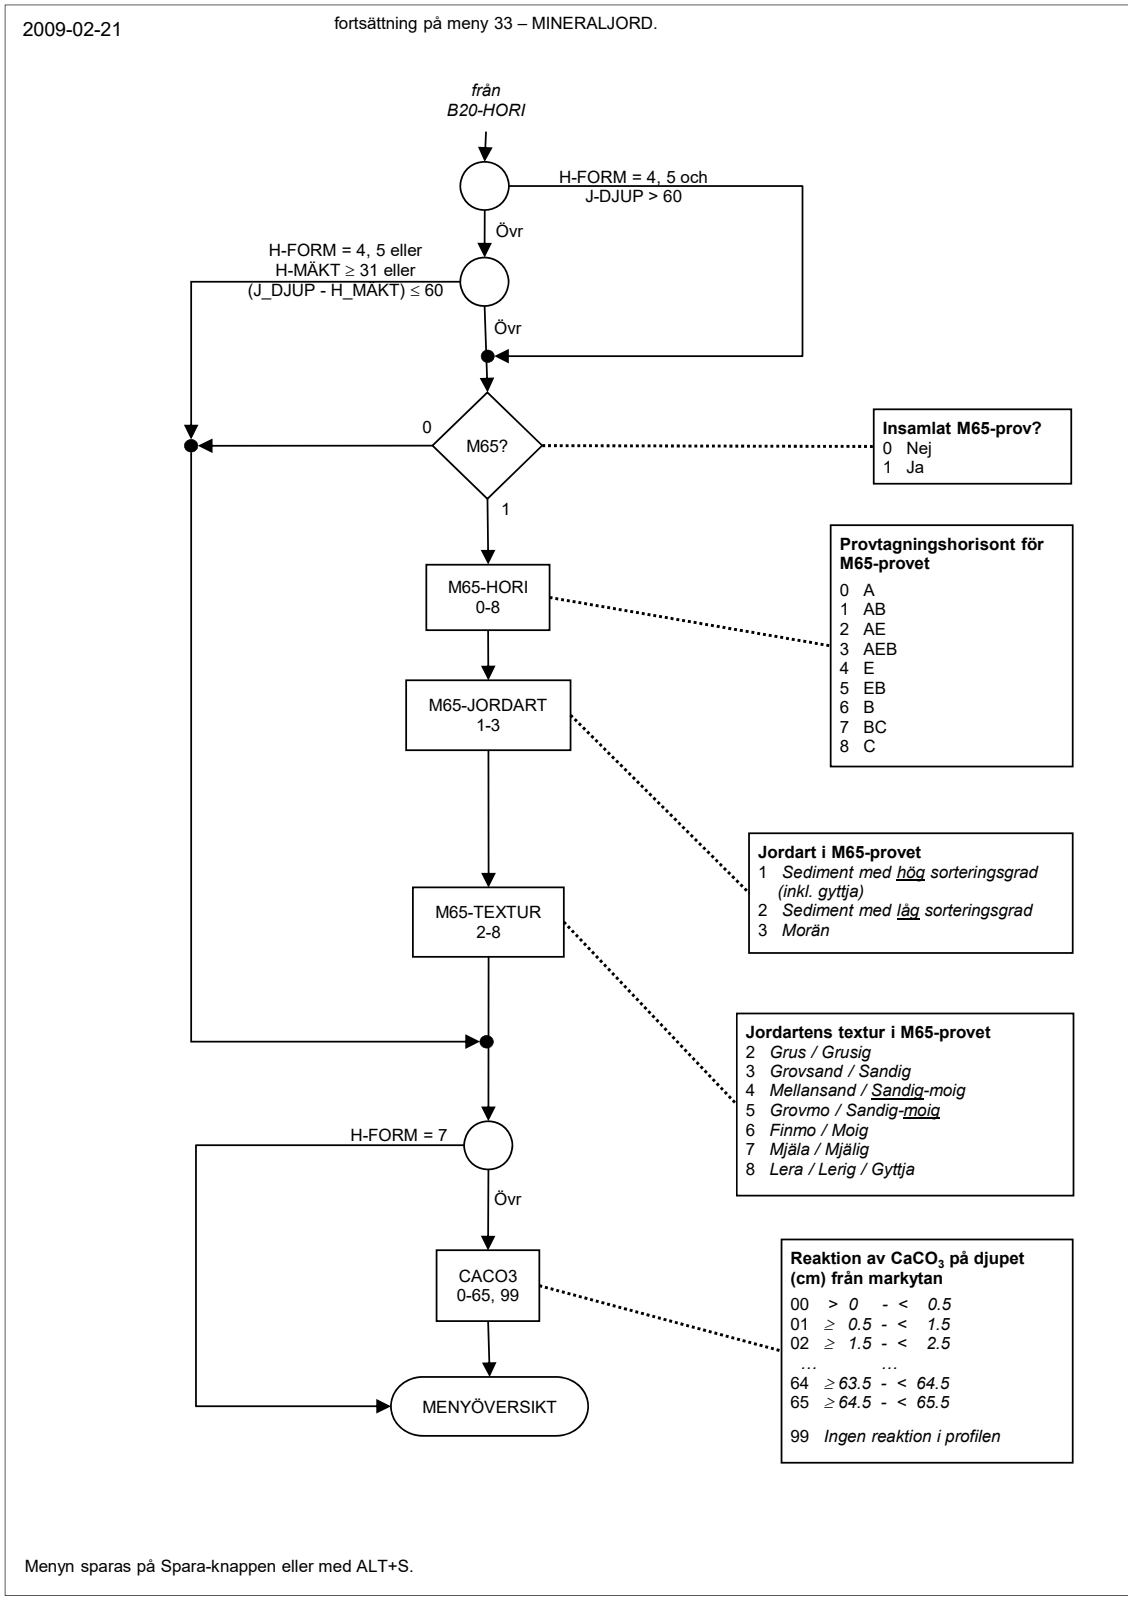 2009-02-21
fortsättning på meny 33 – MINERALJORD.
från
B20-HORI
H-FORM = 4, 5 och
J-DJUP > 60
Övr
H-FORM = 4, 5 eller
H-MÄKT ≥ 31 eller
(J_DJUP - H_MÄKT) ≤ 60
Övr
M65?
0
1
Insamlat M65-prov?
0 Nej
1 Ja
M65-HORI
0-8
Provtagningshorisont för
M65-provet
0 A
1 AB
2 AE
3 AEB
4 E
5 EB
6 B
7 BC
8 C
M65-JORDART
1-3
Jordart i M65-provet
1 Sediment med hög sorteringsgrad
(inkl. gyttja)
2 Sediment med låg sorteringsgrad
3 Morän
M65-TEXTUR
2-8
Jordartens textur i M65-provet
2 Grus / Grusig
3 Grovsand / Sandig
4 Mellansand / Sandig-moig
5 Grovmo / Sandig-moig
6 Finmo / Moig
7 Mjäla / Mjälig
8 Lera / Lerig / Gyttja
H-FORM = 7
Övr
CACO3
0-65, 99
Reaktion av CaCO3 på djupet
(cm) från markytan
00 > 0 - < 0.5
01 ≥ 0.5 - < 1.5
02 ≥ 1.5 - < 2.5
... ...
64 ≥ 63.5 - < 64.5
65 ≥ 64.5 - < 65.5
99 Ingen reaktion i profilen
MENYÖVERSIKT
Menyn sparas på Spara-knappen eller med ALT+S.